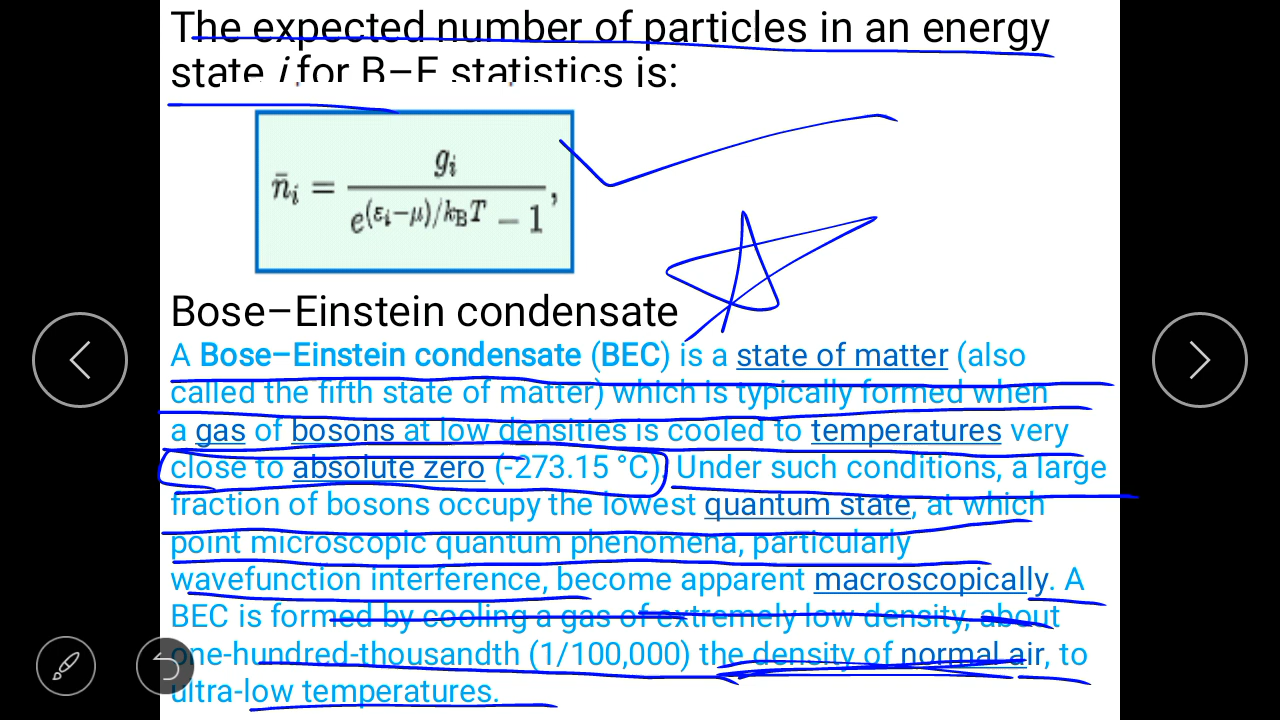 The expected number of particles in an energy
state i for B–E statistics is:
n̄ᵢ = gᵢ / e^((εᵢ−μ)/k_BT) − 1,
Bose–Einstein condensate
A Bose–Einstein condensate (BEC) is a state of matter (also
called the fifth state of matter) which is typically formed when
a gas of bosons at low densities is cooled to temperatures very
close to absolute zero (-273.15 °C). Under such conditions, a large
fraction of bosons occupy the lowest quantum state, at which
point microscopic quantum phenomena, particularly
wavefunction interference, become apparent macroscopically. A
BEC is formed by cooling a gas of extremely low density, about
one-hundred-thousandth (1/100,000) the density of normal air, to
ultra-low temperatures.